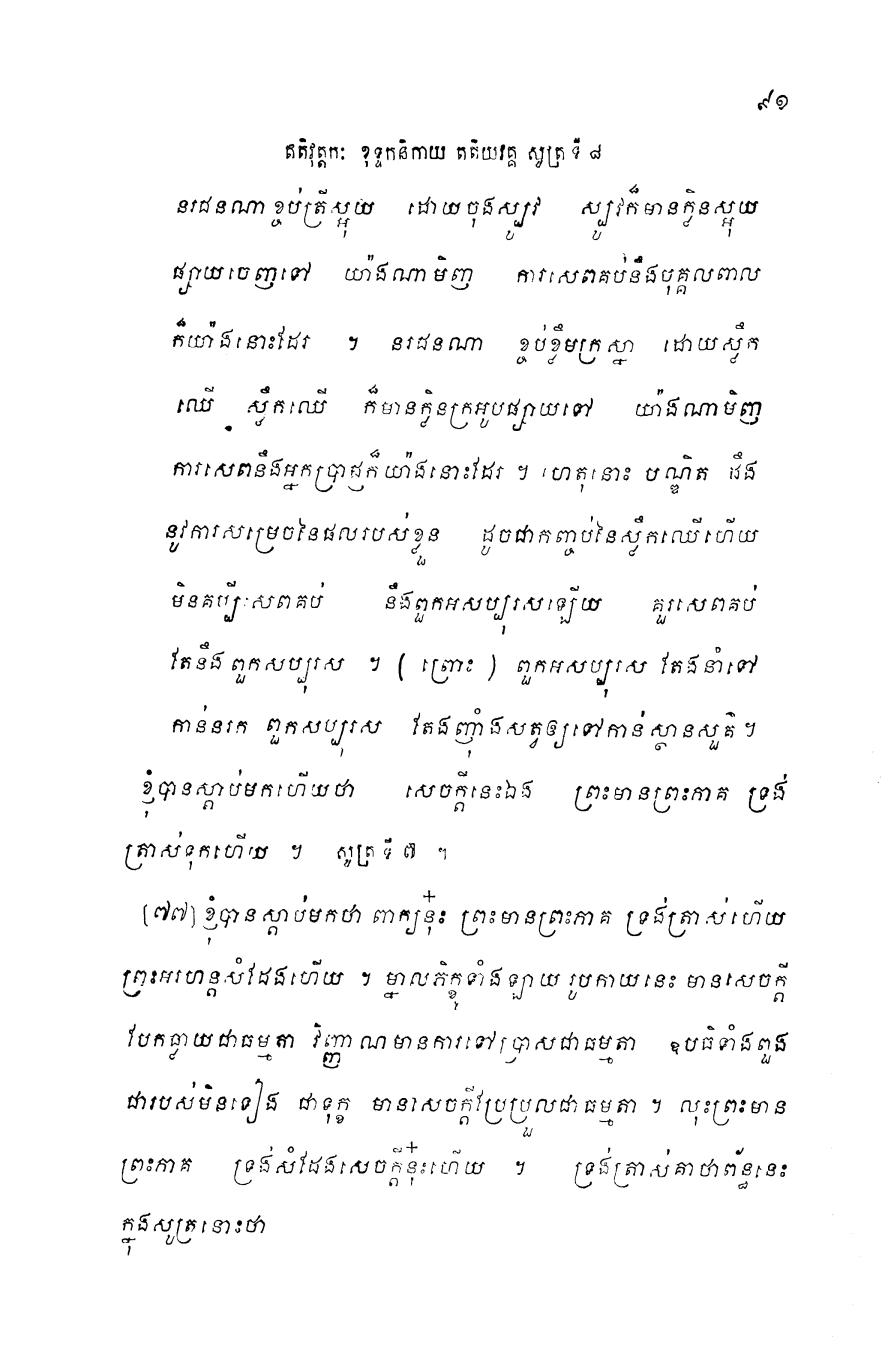 ៩១
ឥតិវុត្តកៈ ខុទ្ទកនិកាយ តតិយវគ្គ សូត្រ ទី ៨
នរជនណា ខ្ចប់ត្រីស្អុយ ដោយចុងស្បូវ ស្បូវក៏មានក្លិនស្អុយ
ផ្សាយចេញទៅ យ៉ាងណាមិញ ការសេពគប់នឹងបុគ្គលពាល
ក៏យ៉ាងនោះដែរ ។ នរជនណា ខ្ចប់ខ្លឹមក្រស្នា ដោយស្លឹក
ឈើ ស្លឹកឈើ ក៏មានក្លិនក្រអូបផ្សាយទៅ យ៉ាងណាមិញ
ការសេពនឹងអ្នកប្រាជ្ញក៏យ៉ាងនោះដែរ ។ ហេតុនោះ បណ្ឌិត ដឹង
នូវការសម្រេចនៃផលរបស់ខ្លួន ដូចជាកញ្ចប់នៃស្លឹកឈើហើយ
មិនគប្បីសេពគប់ នឹងពួកអសប្បុរសឡើយ គួរសេពគប់
តែនឹងពួកសប្បុរស ។ ( ព្រោះ ) ពួកអសប្បុរស តែងនាំទៅ
កាន់នរក ពួកសប្បុរស តែងញុំាងសត្វឲ្យទៅកាន់ស្ថានសួគ៌ ។
ខ្ញុំបានស្តាប់មកហើយថា សេចក្តីនេះឯង ព្រះមានព្រះភាគ ទ្រង់
ត្រាស់ទុកហើយ ។ សូត្រ ទី ៧ ។
(៧៧) ខ្ញុំបានស្តាប់មកថា ពាក្យនុ៎ះ ព្រះមានព្រះភាគ ទ្រង់ត្រាស់ហើយ
ព្រះអរហន្តសំដែងហើយ ។ ម្នាលភិក្ខុទាំងឡាយ រូបកាយនេះ មានសេចក្តី
បែកធ្លាយជាធម្មតា វិញ្ញាណមានការទៅប្រាសជាធម្មតា ឧបធិទាំងពួង
ជារបស់មិនទៀង ជាទុក្ខ មានសេចក្តីប្រែប្រួលជាធម្មតា ។ លុះព្រះមាន
ព្រះភាគ ទ្រង់សំដែងសេចក្តីនុ៎ះហើយ ។ ទ្រង់ត្រាស់គាថាព័ន្ធនេះ
ក្នុងសូត្រនោះថា